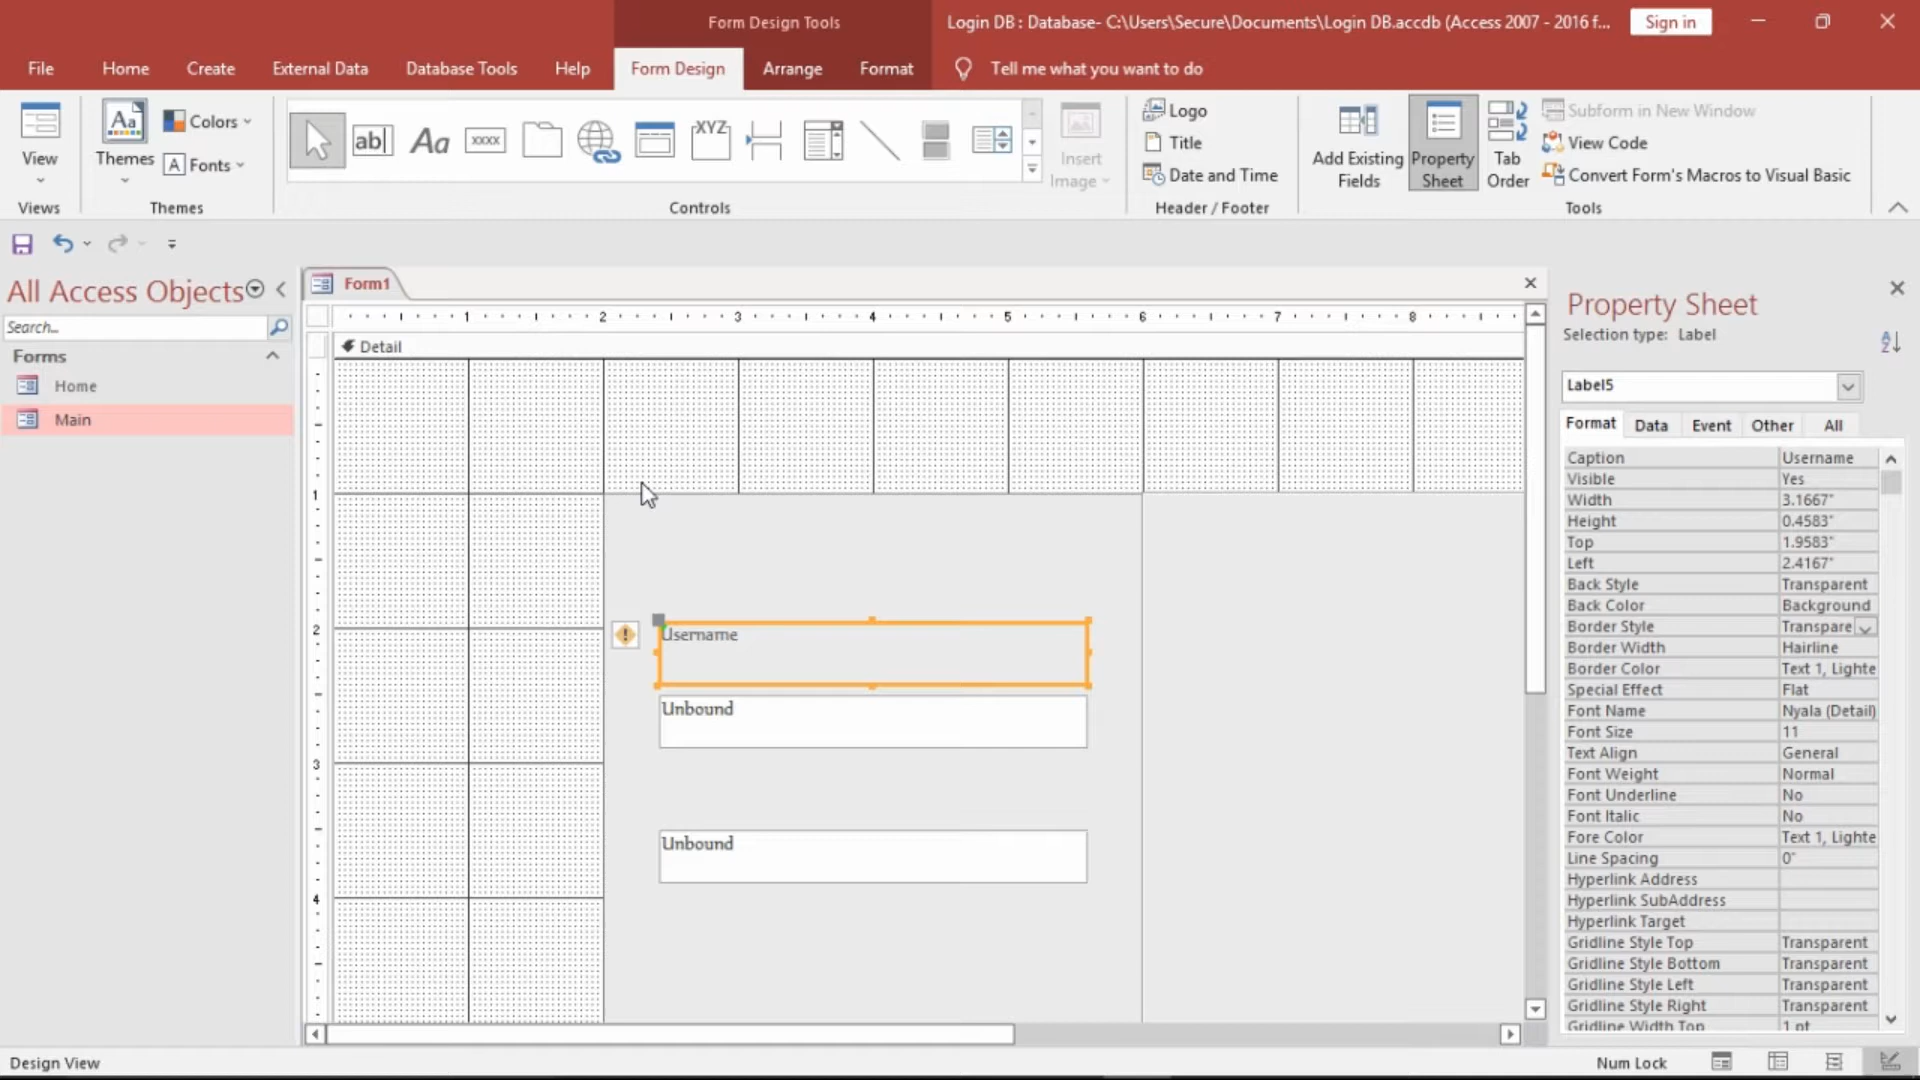 Form Design Tools
Login DB : Database- C:\Users\Secure\Documents\Login DB.accdb (Access 2007 - 2016 f...
Sign in
File
Home
Create
External Data
Database Tools
Help
Form Design
Arrange
Format
Tell me what you want to do
View
Views
Aa
Themes
Colors
A Fonts
Themes
ab|
Aa
xxxx
XYZ
Controls
Insert
Image
Logo
Title
Date and Time
Header / Footer
Add Existing
Fields
Property
Sheet
Tab
Order
Subform in New Window
View Code
Convert Form's Macros to Visual Basic
Tools
All Access Objects
Search...
Forms
Home
Main
Form1
1 2 3 4 5 6 7 8
Detail
1
2
3
4
Username
Unbound
Unbound
Property Sheet
Selection type: Label
A
Z
Label5
Format Data Event Other All
Caption Username
Visible Yes
Width 3.1667"
Height 0.4583"
Top 1.9583"
Left 2.4167"
Back Style Transparent
Back Color Background
Border Style Transpare
Border Width Hairline
Border Color Text 1, Lighte
Special Effect Flat
Font Name Nyala (Detail)
Font Size 11
Text Align General
Font Weight Normal
Font Underline No
Font Italic No
Fore Color Text 1, Lighte
Line Spacing 0"
Hyperlink Address
Hyperlink SubAddress
Hyperlink Target
Gridline Style Top Transparent
Gridline Style Bottom Transparent
Gridline Style Left Transparent
Gridline Style Right Transparent
Gridline Width Top 1 pt
Design View
Num Lock